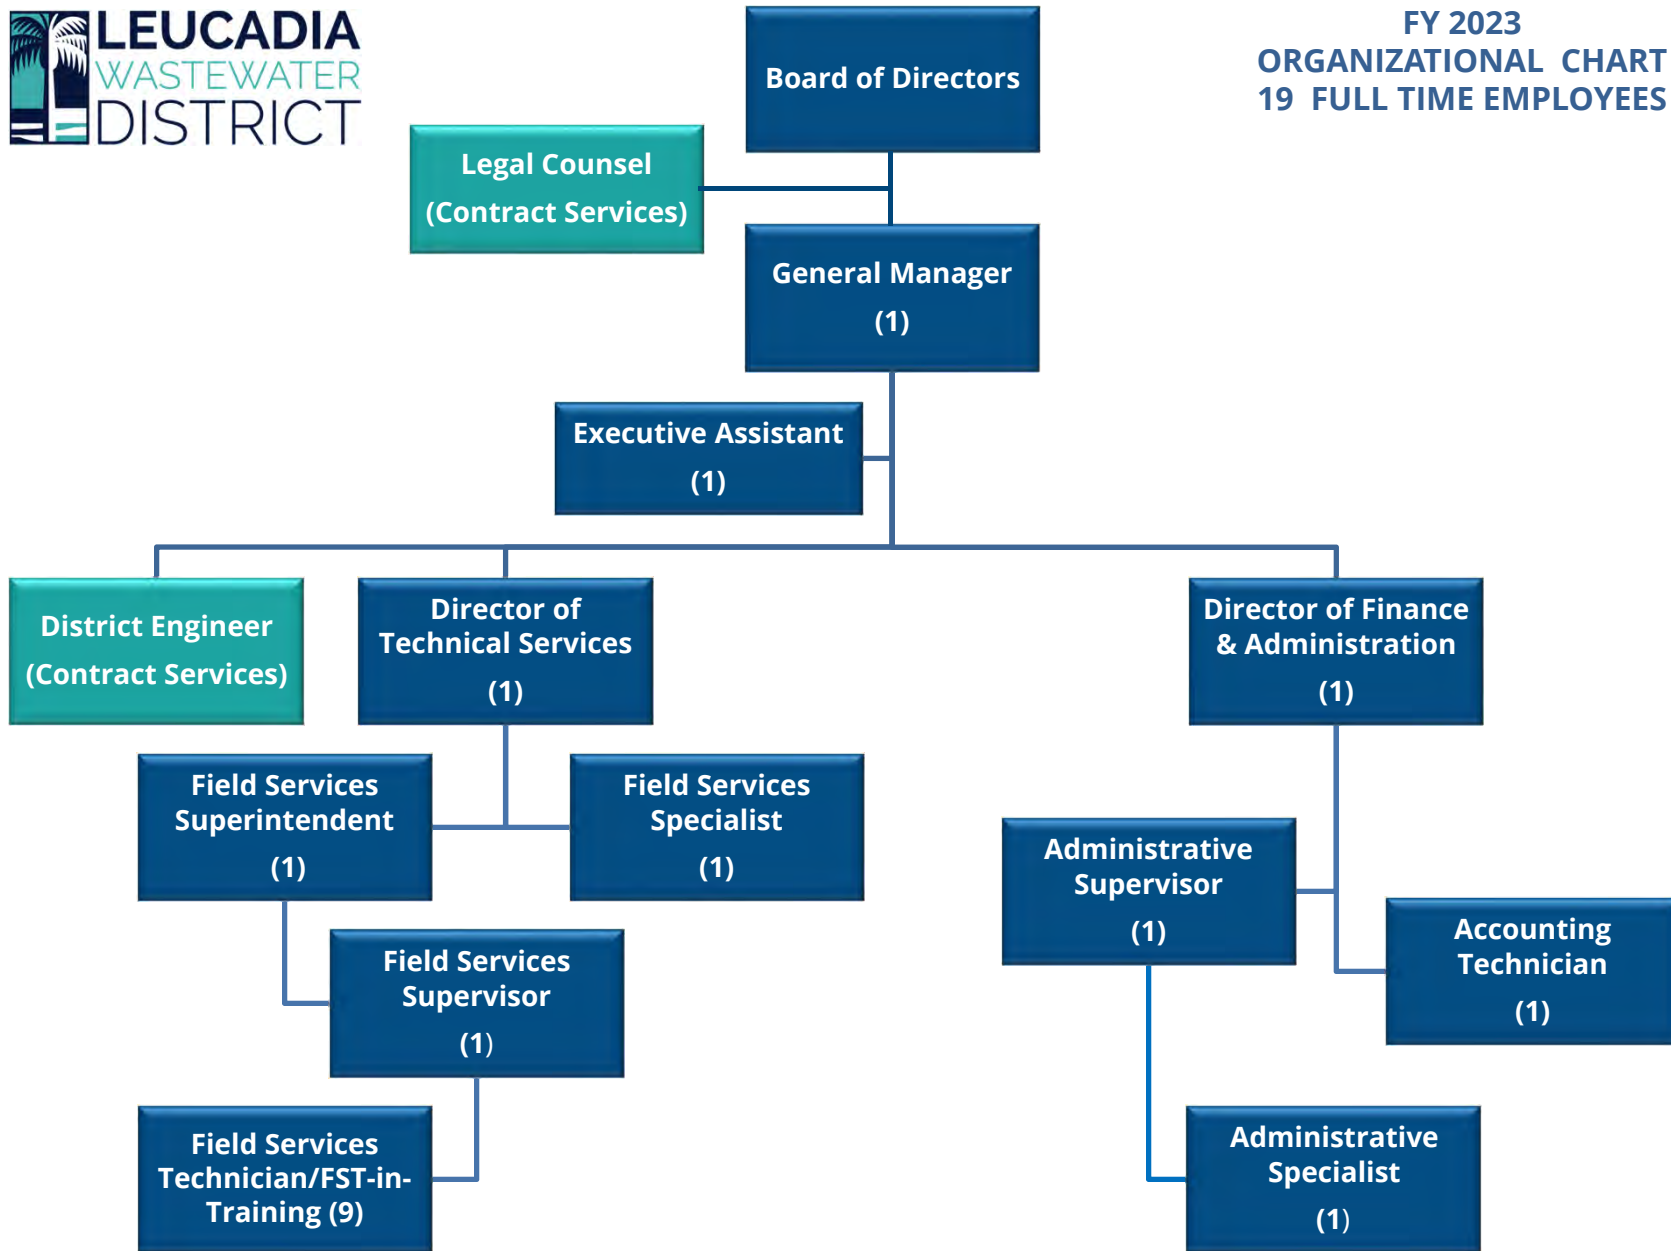 LEUCADIA
WASTEWATER
DISTRICT
FY 2023
ORGANIZATIONAL CHART
19 FULL TIME EMPLOYEES
Board of Directors
Legal Counsel
(Contract Services)
General Manager
(1)
Executive Assistant
(1)
District Engineer
(Contract Services)
Director of
Technical Services
(1)
Director of Finance
& Administration
(1)
Field Services
Superintendent
(1)
Field Services
Specialist
(1)
Administrative
Supervisor
(1)
Accounting
Technician
(1)
Field Services
Supervisor
(1)
Field Services
Technician/FST-in-
Training (9)
Administrative
Specialist
(1)